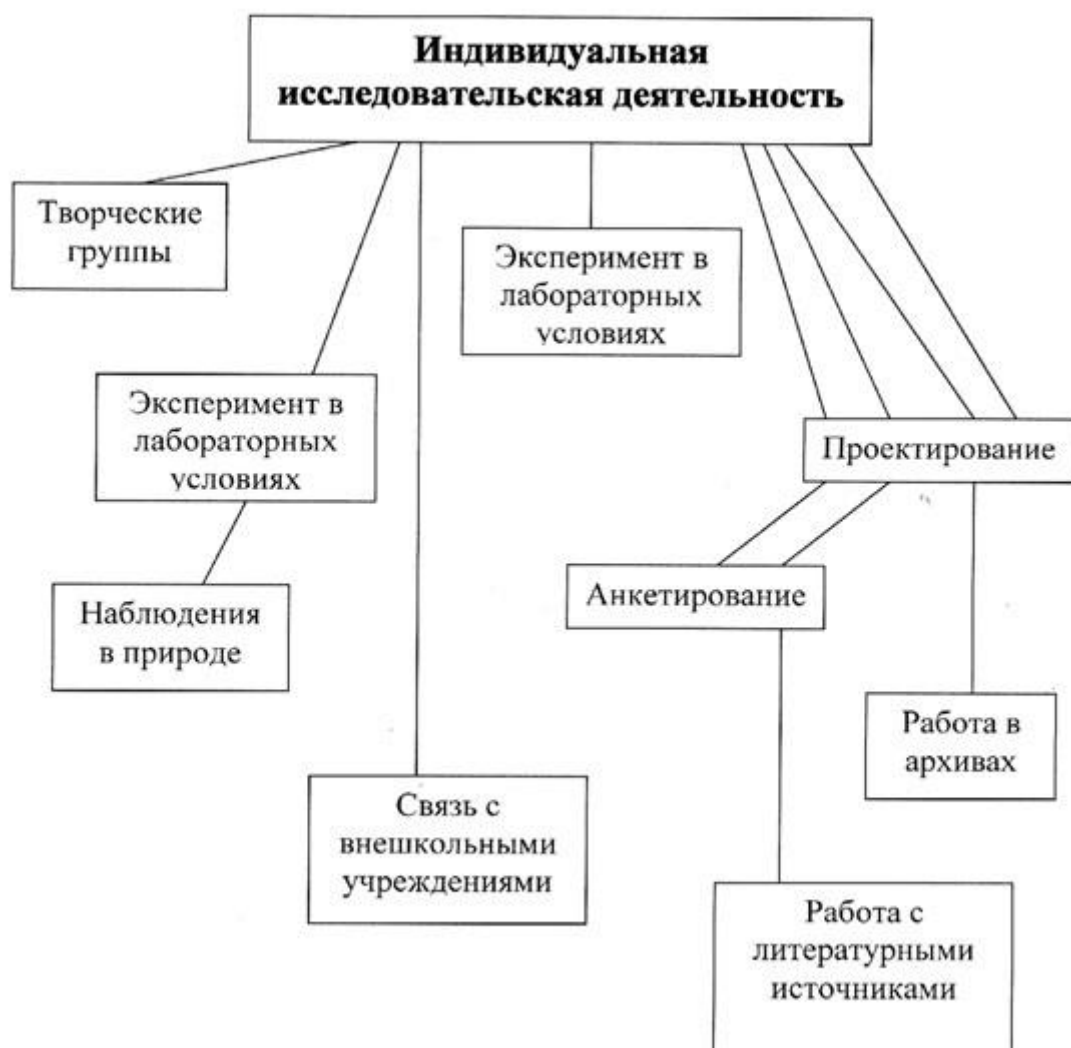 Индивидуальная
исследовательская деятельность
Творческие
группы
Эксперимент в
лабораторных
условиях
Эксперимент в
лабораторных
условиях
Проектирование
Анкетирование
Наблюдения
в природе
Работа в
архивах
Связь с
внешкольными
учреждениями
Работа с
литературными
источниками